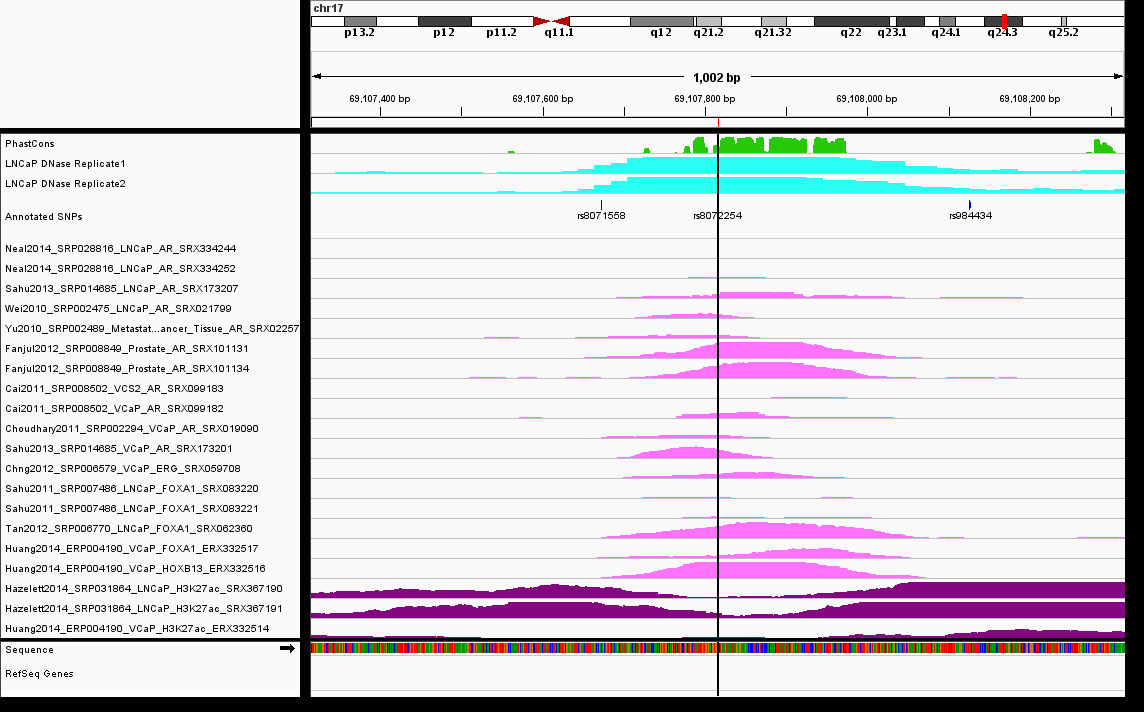 chr17
p13.2 p12 p11.2 q11.1 q12 q21.2 q21.32 q22 q23.1 q24.1 q24.3 q25.2
1,002 bp
69,107,400 bp 69,107,600 bp 69,107,800 bp 69,108,000 bp 69,108,200 bp
PhastCons
LNCaP DNase Replicate1
LNCaP DNase Replicate2
Annotated SNPs
rs8071558 rs8072254 rs984434
Neal2014_SRP028816_LNCaP_AR_SRX334244
Neal2014_SRP028816_LNCaP_AR_SRX334252
Sahu2013_SRP014685_LNCaP_AR_SRX173207
Wei2010_SRP002475_LNCaP_AR_SRX021799
Yu2010_SRP002489_Metastat...ancer_Tissue_AR_SRX02257
Fanjul2012_SRP008849_Prostate_AR_SRX101131
Fanjul2012_SRP008849_Prostate_AR_SRX101134
Cai2011_SRP008502_VCS2_AR_SRX099183
Cai2011_SRP008502_VCaP_AR_SRX099182
Choudhary2011_SRP002294_VCaP_AR_SRX019090
Sahu2013_SRP014685_VCaP_AR_SRX173201
Chng2012_SRP006579_VCaP_ERG_SRX059708
Sahu2011_SRP007486_LNCaP_FOXA1_SRX083220
Sahu2011_SRP007486_LNCaP_FOXA1_SRX083221
Tan2012_SRP006770_LNCaP_FOXA1_SRX062360
Huang2014_ERP004190_VCaP_FOXA1_ERX332517
Huang2014_ERP004190_VCaP_HOXB13_ERX332516
Hazelett2014_SRP031864_LNCaP_H3K27ac_SRX367190
Hazelett2014_SRP031864_LNCaP_H3K27ac_SRX367191
Huang2014_ERP004190_VCaP_H3K27ac_ERX332514
Sequence
RefSeq Genes